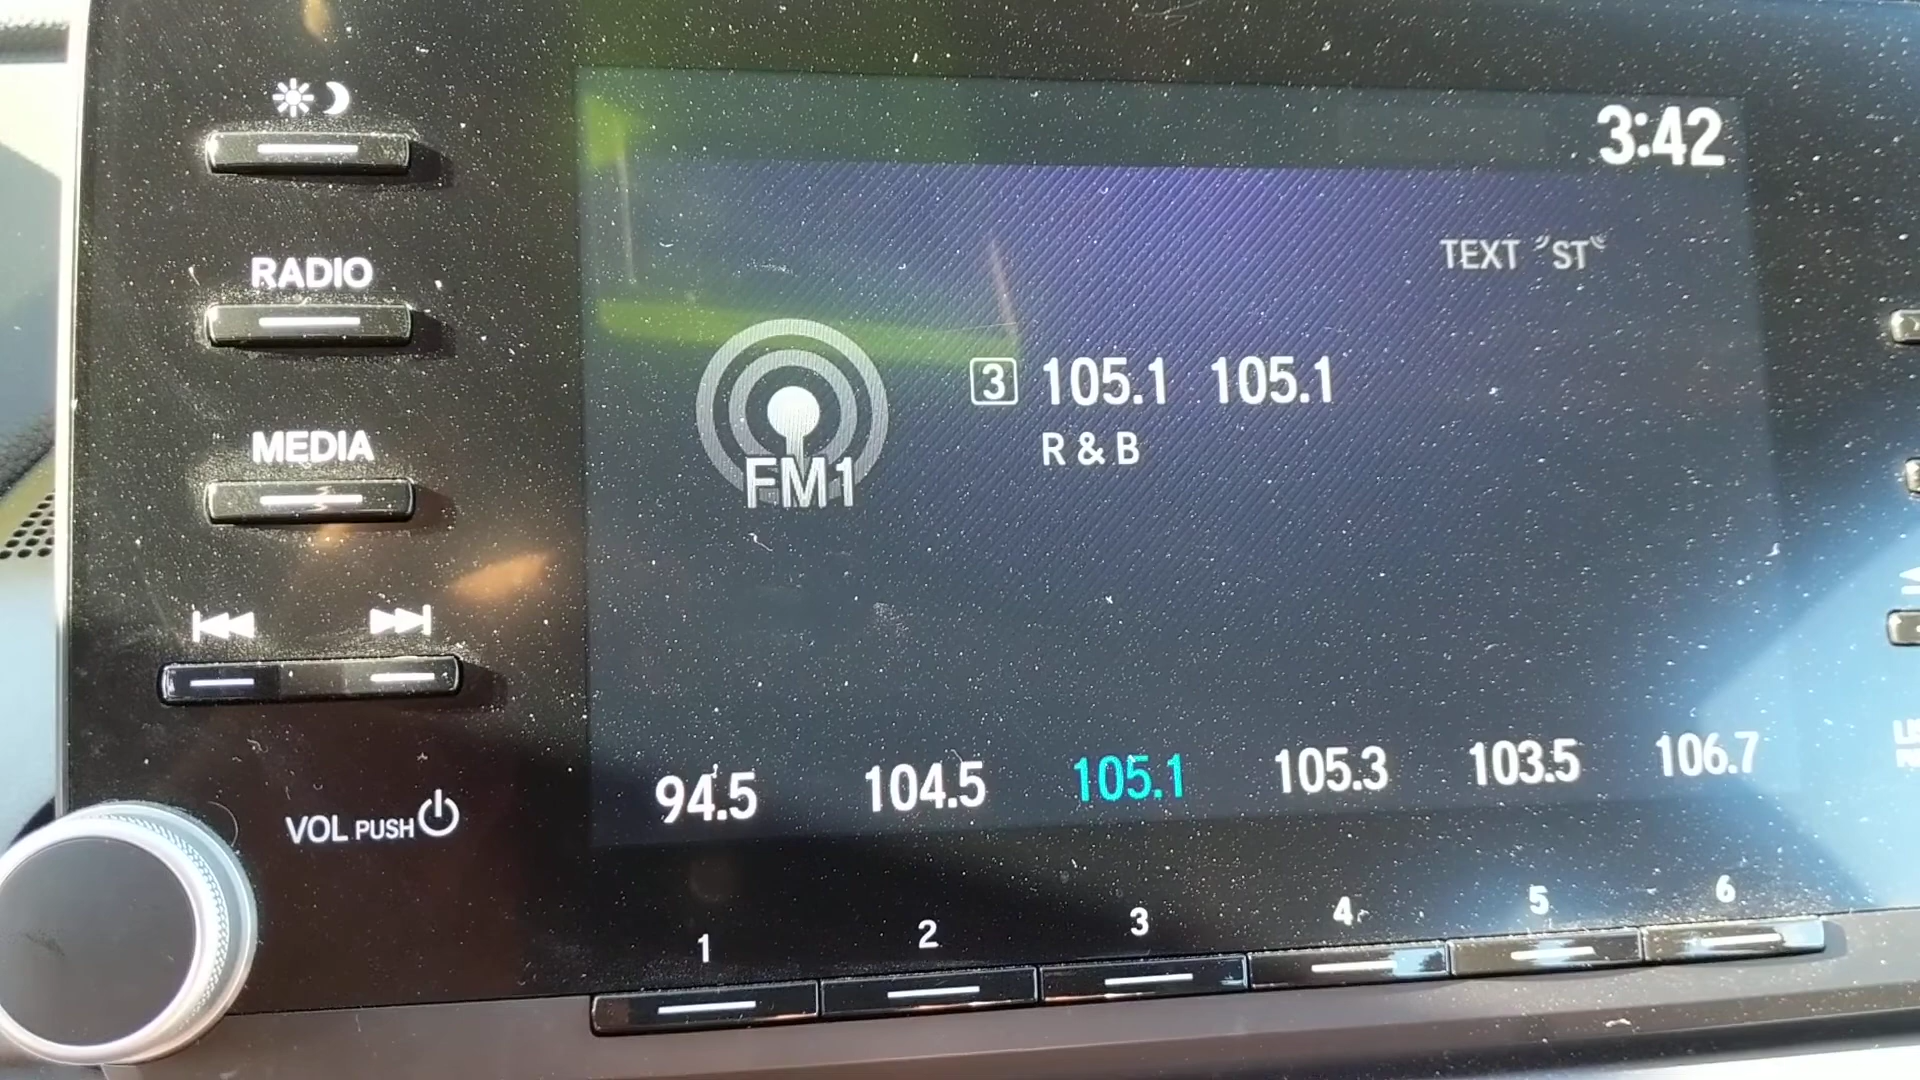 3:42
RADIO
TEXT "ST"
3 105.1 105.1
R & B
MEDIA
FM1
94.5 104.5 105.1 105.3 103.5 106.7
VOL PUSH
1 2 3 4 5 6